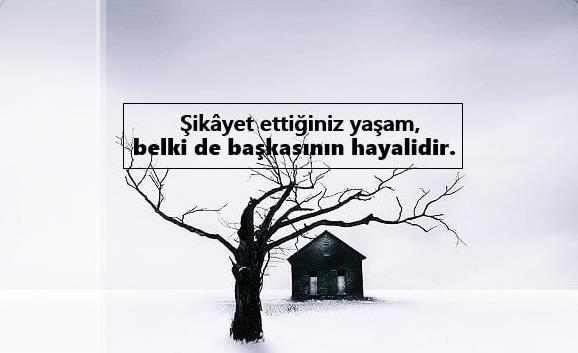 Şikâyet ettiğiniz yaşam,
belki de başkasının hayalidir.